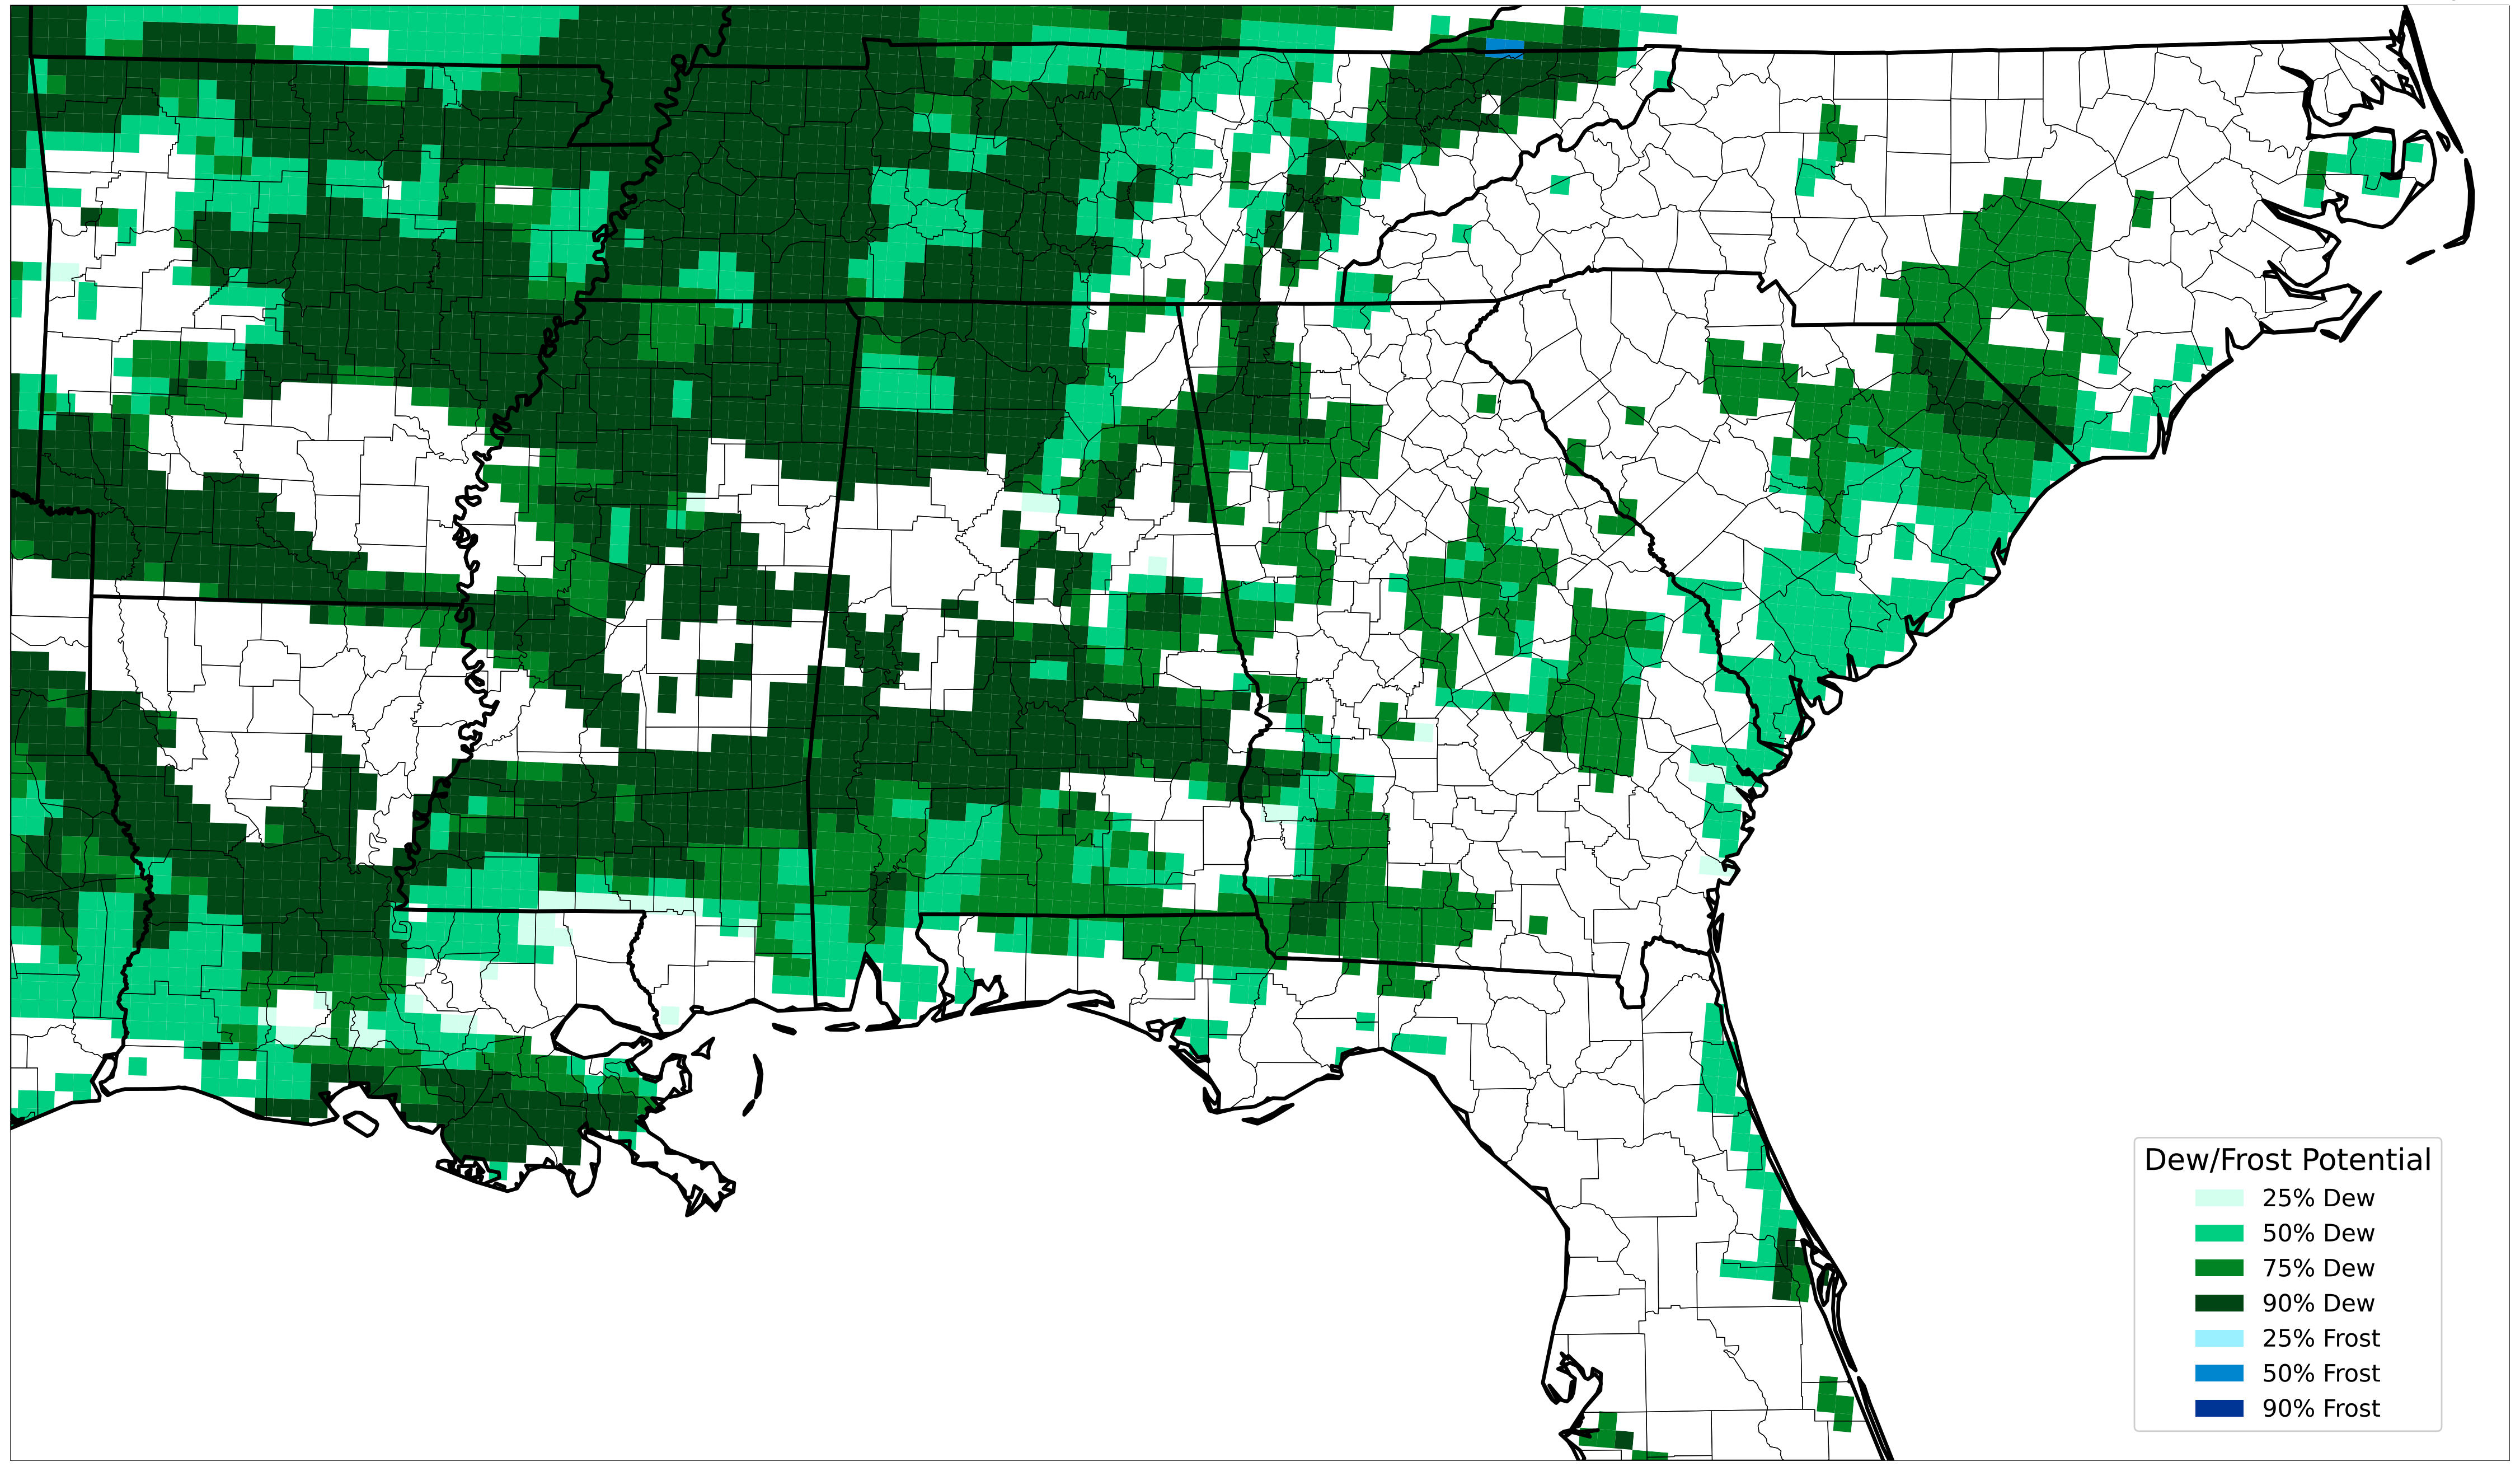 Dew/Frost Potential
25% Dew
50% Dew
75% Dew
90% Dew
25% Frost
50% Frost
90% Frost